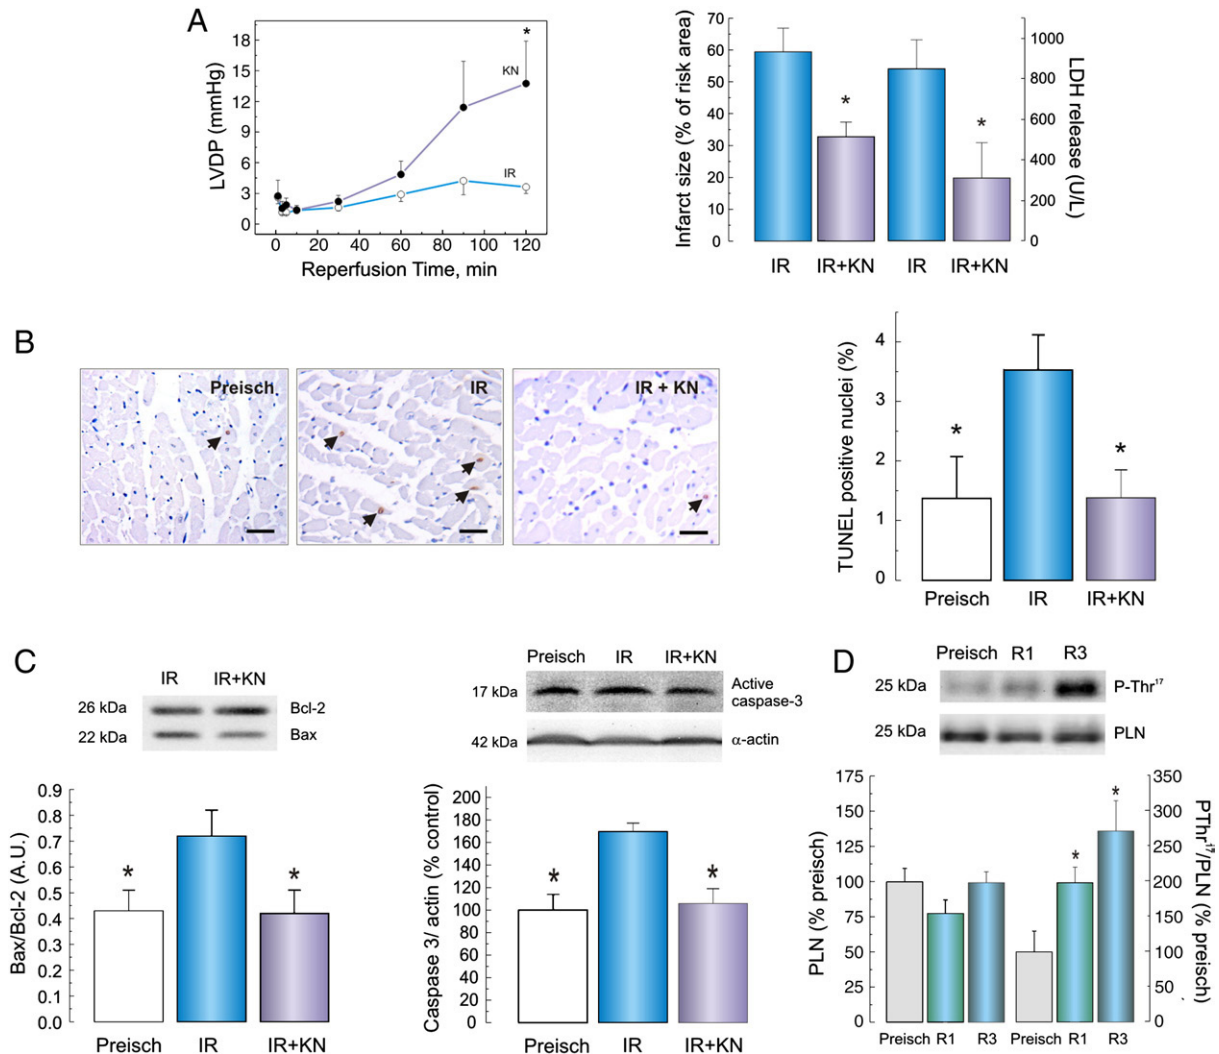 A
LVDP (mmHg)
18
15
12
9
6
3
0
KN
*
IR
0 20 40 60 80 100 120
Reperfusion Time, min
Infarct size (% of risk area)
70
60
50
40
30
20
10
0
*
*
1000
800
600
400
200
0
LDH release (U/L)
IR IR+KN IR IR+KN
B
Preisch
IR
IR + KN
TUNEL positive nuclei (%)
4
3
2
1
0
*
*
Preisch IR IR+KN
C
IR IR+KN
26 kDa Bcl-2
22 kDa Bax
Bax/Bcl-2 (A.U.)
0.9
0.8
0.7
0.6
0.5
0.4
0.3
0.2
0.1
0.0
*
*
Preisch IR IR+KN
Preisch IR IR+KN
17 kDa Active
caspase-3
42 kDa α-actin
Caspase 3/ actin (% control)
200
180
160
140
120
100
80
60
40
20
0
*
*
Preisch IR IR+KN
D
Preisch R1 R3
25 kDa P-Thr¹⁷
25 kDa PLN
PLN (% preisch)
175
150
125
100
75
50
25
0
*
*
350
300
250
200
150
100
50
0
PThr¹⁷/PLN (% preisch)
Preisch R1 R3 Preisch R1 R3